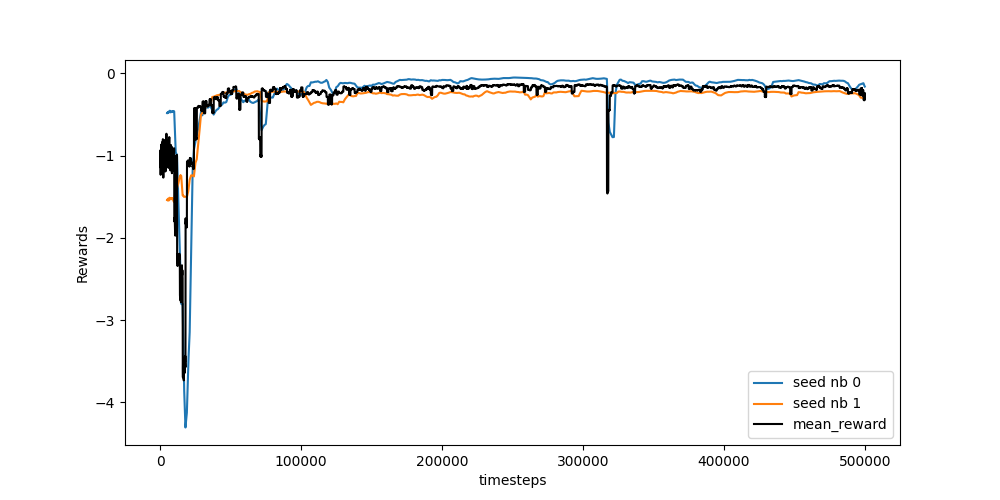 0
−1
−2
−3
−4
Rewards
0
100000
200000
300000
400000
500000
timesteps
seed nb 0
seed nb 1
mean_reward